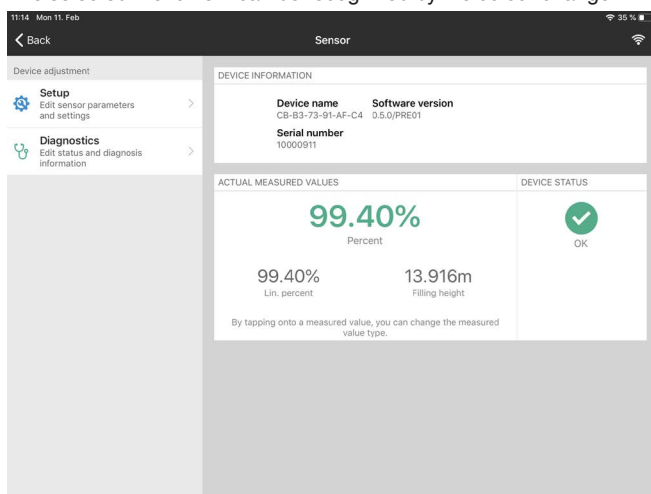 11:14 Mon 11. Feb
35 %
Back
Sensor
Device adjustment
Setup
Edit sensor parameters
and settings
Diagnostics
Edit status and diagnosis
information
DEVICE INFORMATION
Device name Software version
CB-B3-73-91-AF-C4 0.5.0/PRE01
Serial number
10000911
ACTUAL MEASURED VALUES
DEVICE STATUS
99.40%
Percent
OK
99.40% 13.916m
Lin. percent Filling height
By tapping onto a measured value, you can change the measured
value type.